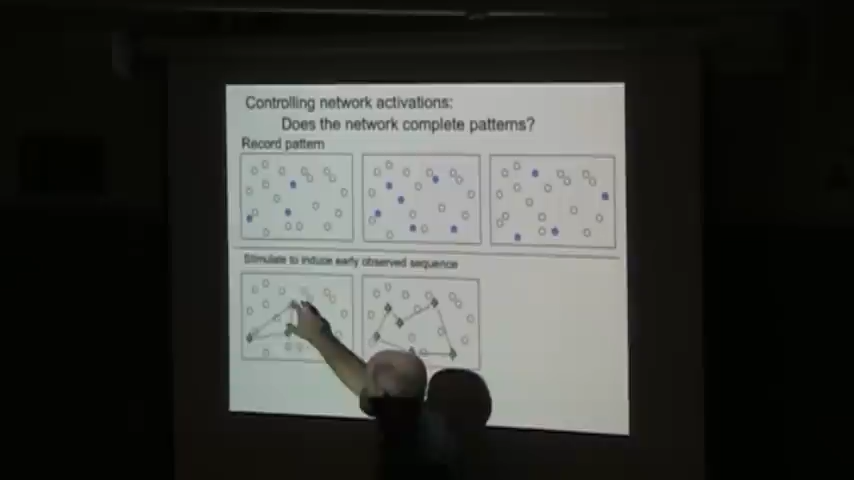 Controlling network activations:
Does the network complete patterns?
Record pattern
Stimulate to induce early observed sequence